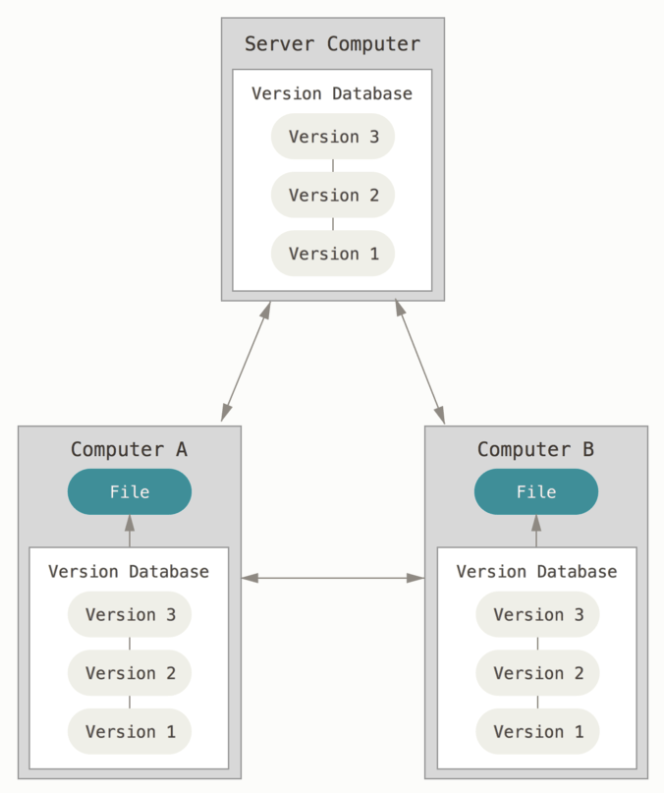 Server Computer
Version Database
Version 3
Version 2
Version 1
Computer A
File
Version Database
Version 3
Version 2
Version 1
Computer B
File
Version Database
Version 3
Version 2
Version 1